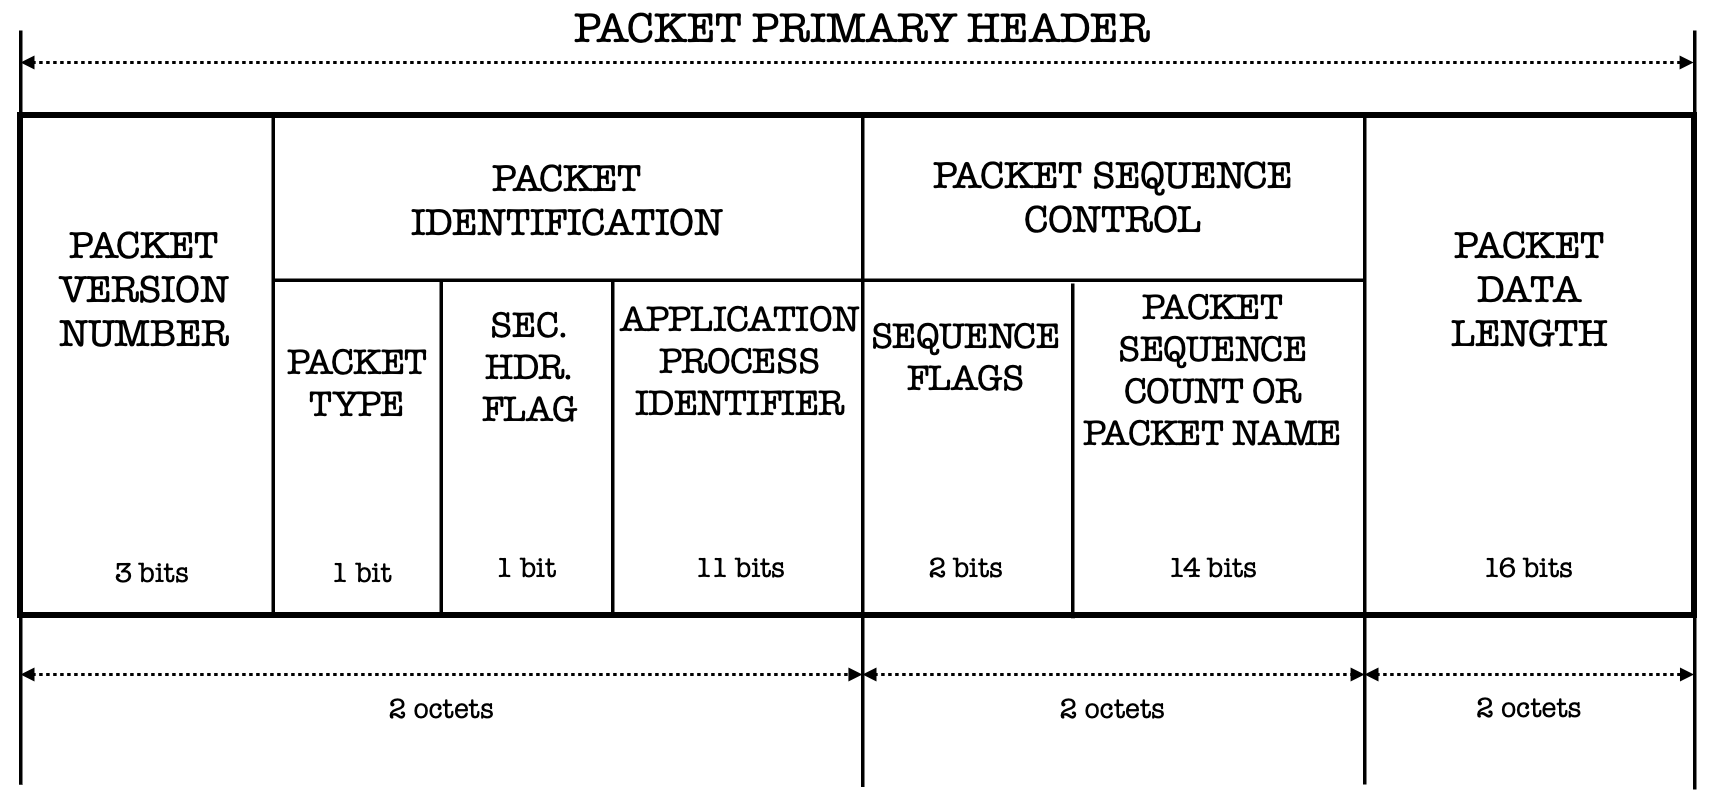 PACKET PRIMARY HEADER
PACKET
VERSION
NUMBER
3 bits
PACKET
IDENTIFICATION
PACKET
TYPE
1 bit
SEC.
HDR.
FLAG
1 bit
APPLICATION
PROCESS
IDENTIFIER
11 bits
PACKET SEQUENCE
CONTROL
SEQUENCE
FLAGS
2 bits
PACKET
SEQUENCE
COUNT OR
PACKET NAME
14 bits
PACKET
DATA
LENGTH
16 bits
2 octets
2 octets
2 octets